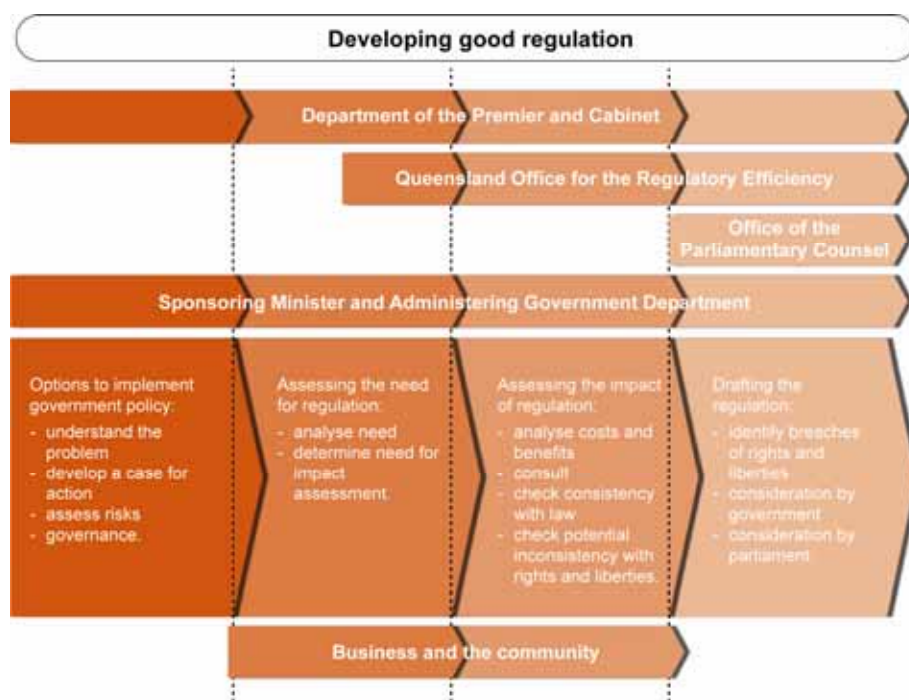 Developing good regulation
Department of the Premier and Cabinet
Queensland Office for the Regulatory Efficiency
Office of the
Parliamentary Counsel
Sponsoring Minister and Administering Government Department
Options to implement
government policy:
- understand the
problem
- develop a case for
action
- assess risks
- governance.
Assessing the need
for regulation:
- analyse need
- determine need for
impact
assessment.
Assessing the impact
of regulation:
- analyse costs and
benefits
- consult
- check consistency
with law
- check potential
inconsistency with
rights and liberties.
Drafting the
regulation:
- identify breaches
of rights and
liberties
- consideration by
government
- consideration by
parliament.
Business and the community